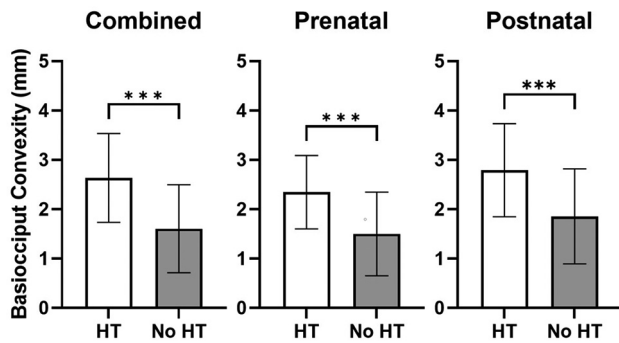 Combined Prenatal Postnatal
Basiocciput Convexity (mm)
5 5 5
*** *** ***
4 4 4
3 3 3
2 2 2
1 1 1
0 0 0
HT No HT HT No HT HT No HT